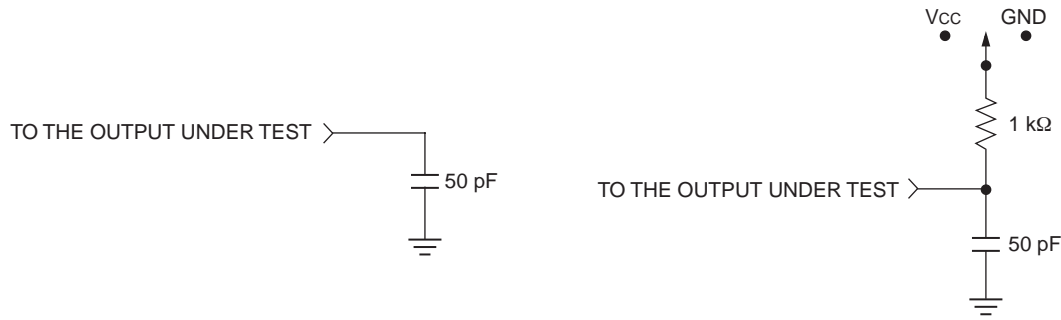 TO THE OUTPUT UNDER TEST
50 pF
VCC
GND
1 kΩ
TO THE OUTPUT UNDER TEST
50 pF